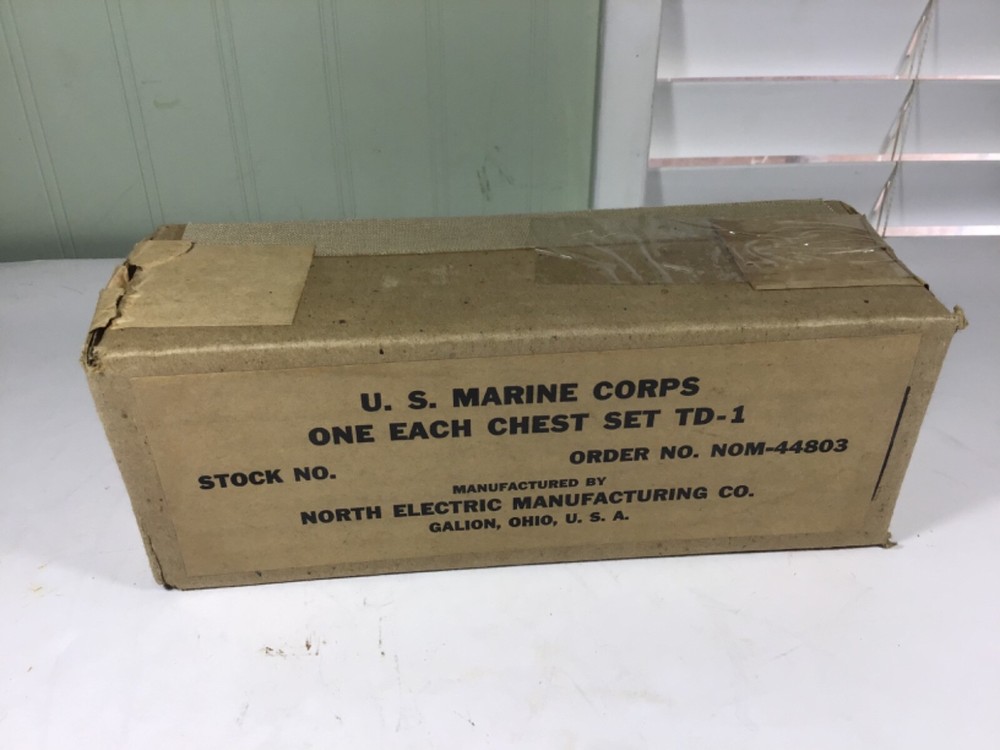 U. S. MARINE CORPS
ONE EACH CHEST SET TD-1
STOCK NO. ORDER NO. NOM-44803
MANUFACTURED BY
NORTH ELECTRIC MANUFACTURING CO.
GALION, OHIO, U. S. A.